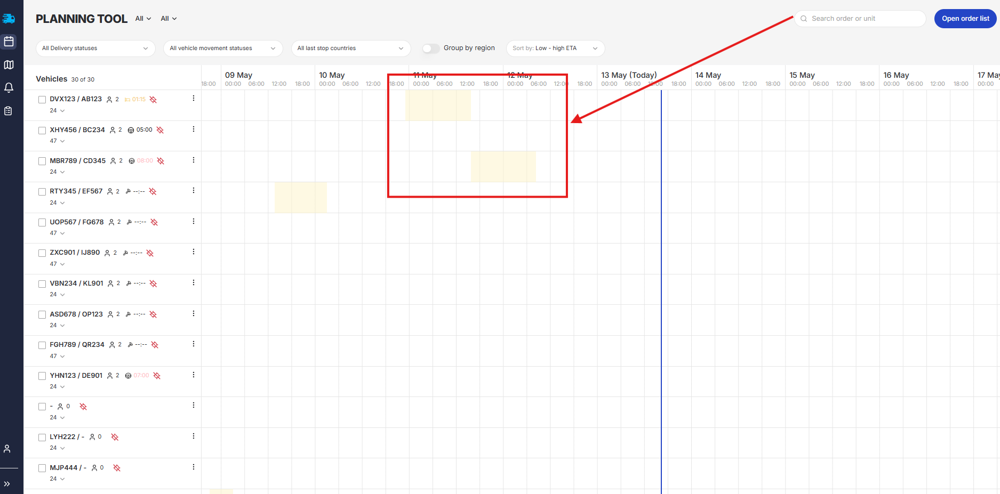 PLANNING TOOL All All
Search order or unit
Open order list
All Delivery statuses
All vehicle movement statuses
All last stop countries
Group by region
Sort by: Low - high ETA
Vehicles 30 of 30
09 May 10 May 11 May 12 May 13 May (Today) 14 May 15 May 16 May 17 May
18:00 00:00 06:00 12:00 18:00 00:00 06:00 12:00 18:00 00:00 06:00 12:00 18:00 00:00 06:00 12:00 18:00 00:00 06:00 12:00 18:00 00:00 06:00 12:00 18:00 00:00 06:00 12:00 18:00 00:00 06:00 12:00 18:00 00:00
DVX123 / AB123 2 01:15
24
XHY456 / BC234 2 05:00
47
MBR789 / CD345 2 08:00
24
RTY345 / EF567 2 --:--
24
UOP567 / FG678 2 --:--
47
ZXC901 / IJ890 2 --:--
47
VBN234 / KL901 2 --:--
24
ASD678 / OP123 2 --:--
24
FGH789 / QR234 2 --:--
47
YHN123 / DE901 2 07:00
24
- 0
24
LYH222 / - 0
24
MJP444 / - 0
24